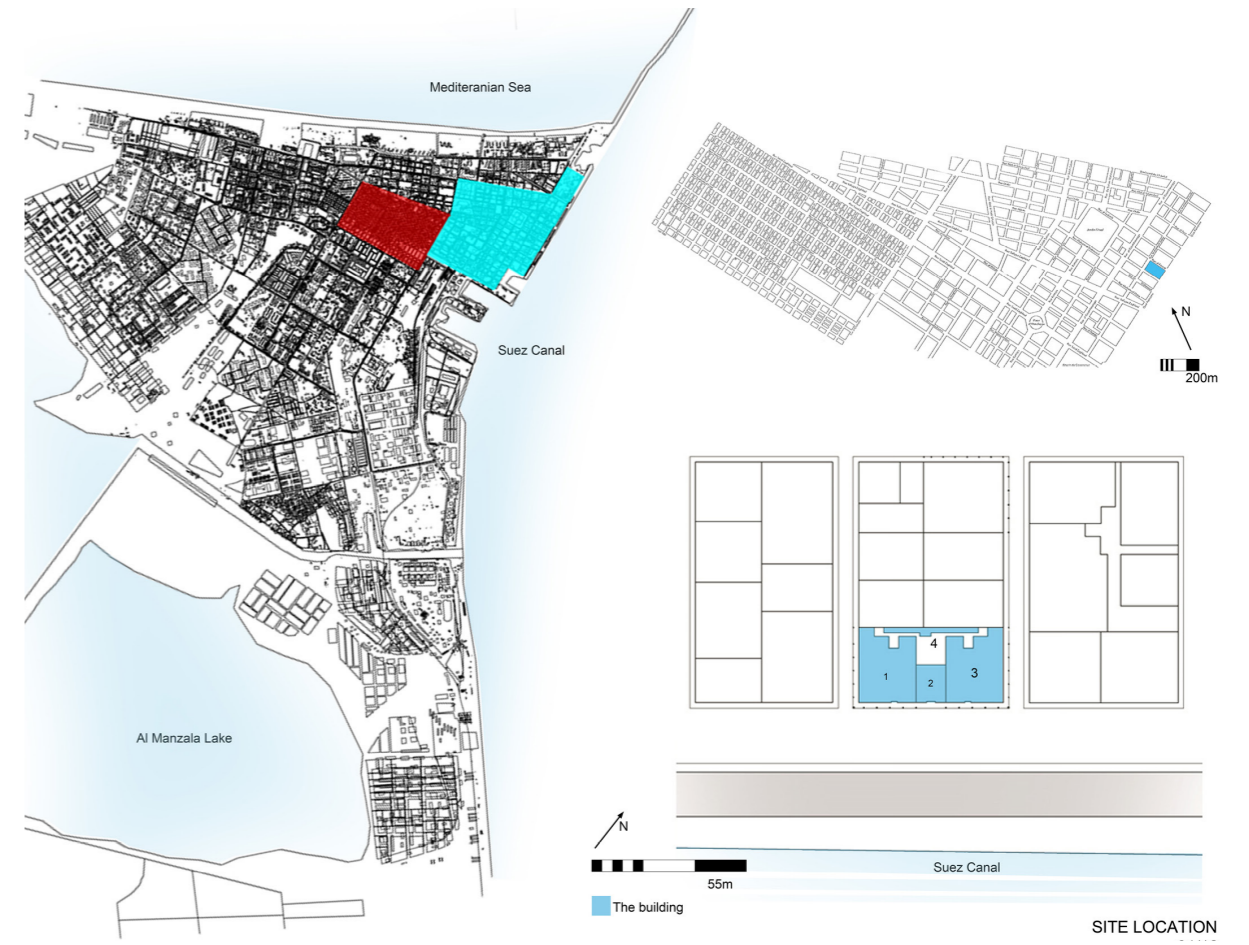 Mediteranian Sea
Suez Canal
Al Manzala Lake
N
200m
1
2
3
4
N
55m
The building
Suez Canal
SITE LOCATION